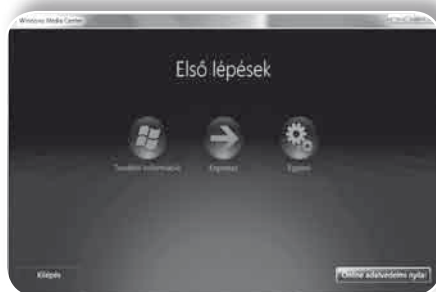 Windows Media Center
Első lépések
További információ
Expressz
Egyéni
Kilépés
Online adatvédelmi nyilat